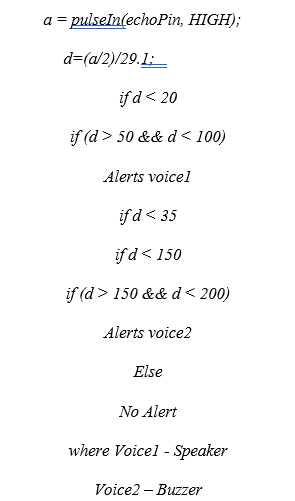 a = pulseIn(echoPin, HIGH);
d=(a/2)/29.1;
if d < 20
if (d > 50 && d < 100)
Alerts voice1
if d < 35
if d < 150
if (d > 150 && d < 200)
Alerts voice2
Else
No Alert
where Voice1 - Speaker
Voice2 – Buzzer